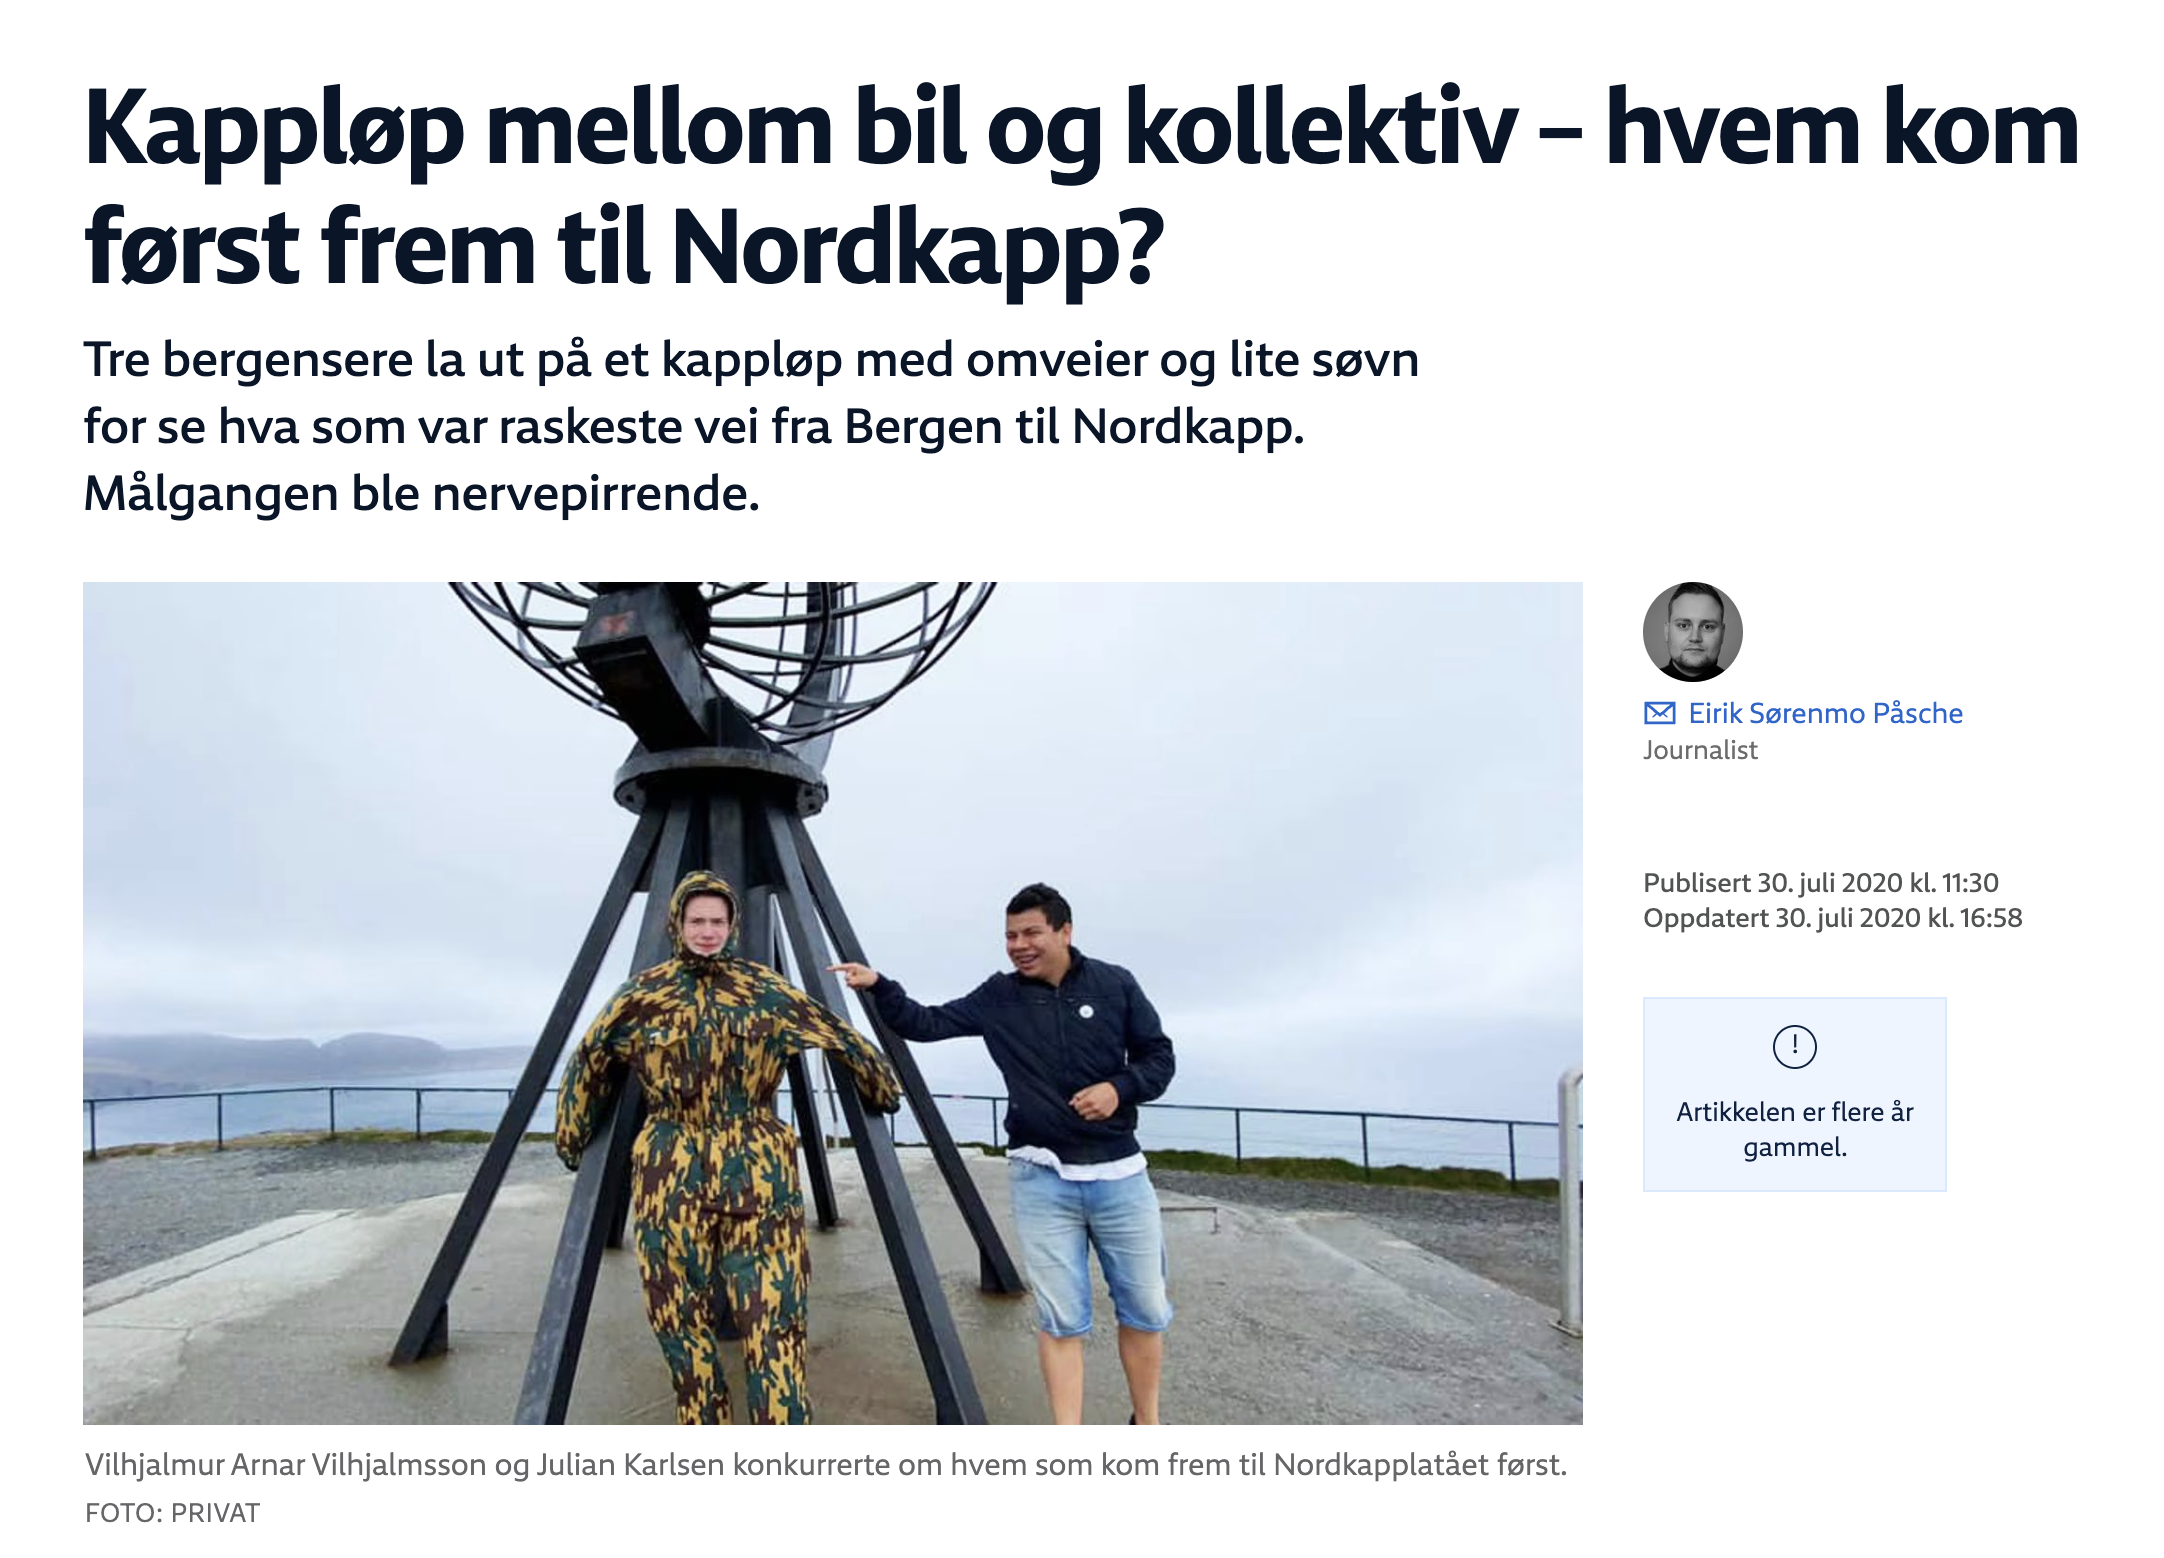 Kappløp mellom bil og kollektiv – hvem kom
først frem til Nordkapp?
Tre bergensere la ut på et kappløp med omveier og lite søvn
for se hva som var raskeste vei fra Bergen til Nordkapp.
Målgangen ble nervepirrende.
Eirik Sørenmo Påsche
Journalist
Publisert 30. juli 2020 kl. 11:30
Oppdatert 30. juli 2020 kl. 16:58
!
Artikkelen er flere år
gammel.
Vilhjalmur Arnar Vilhjalmsson og Julian Karlsen konkurrerte om hvem som kom frem til Nordkapplatået først.
FOTO: PRIVAT